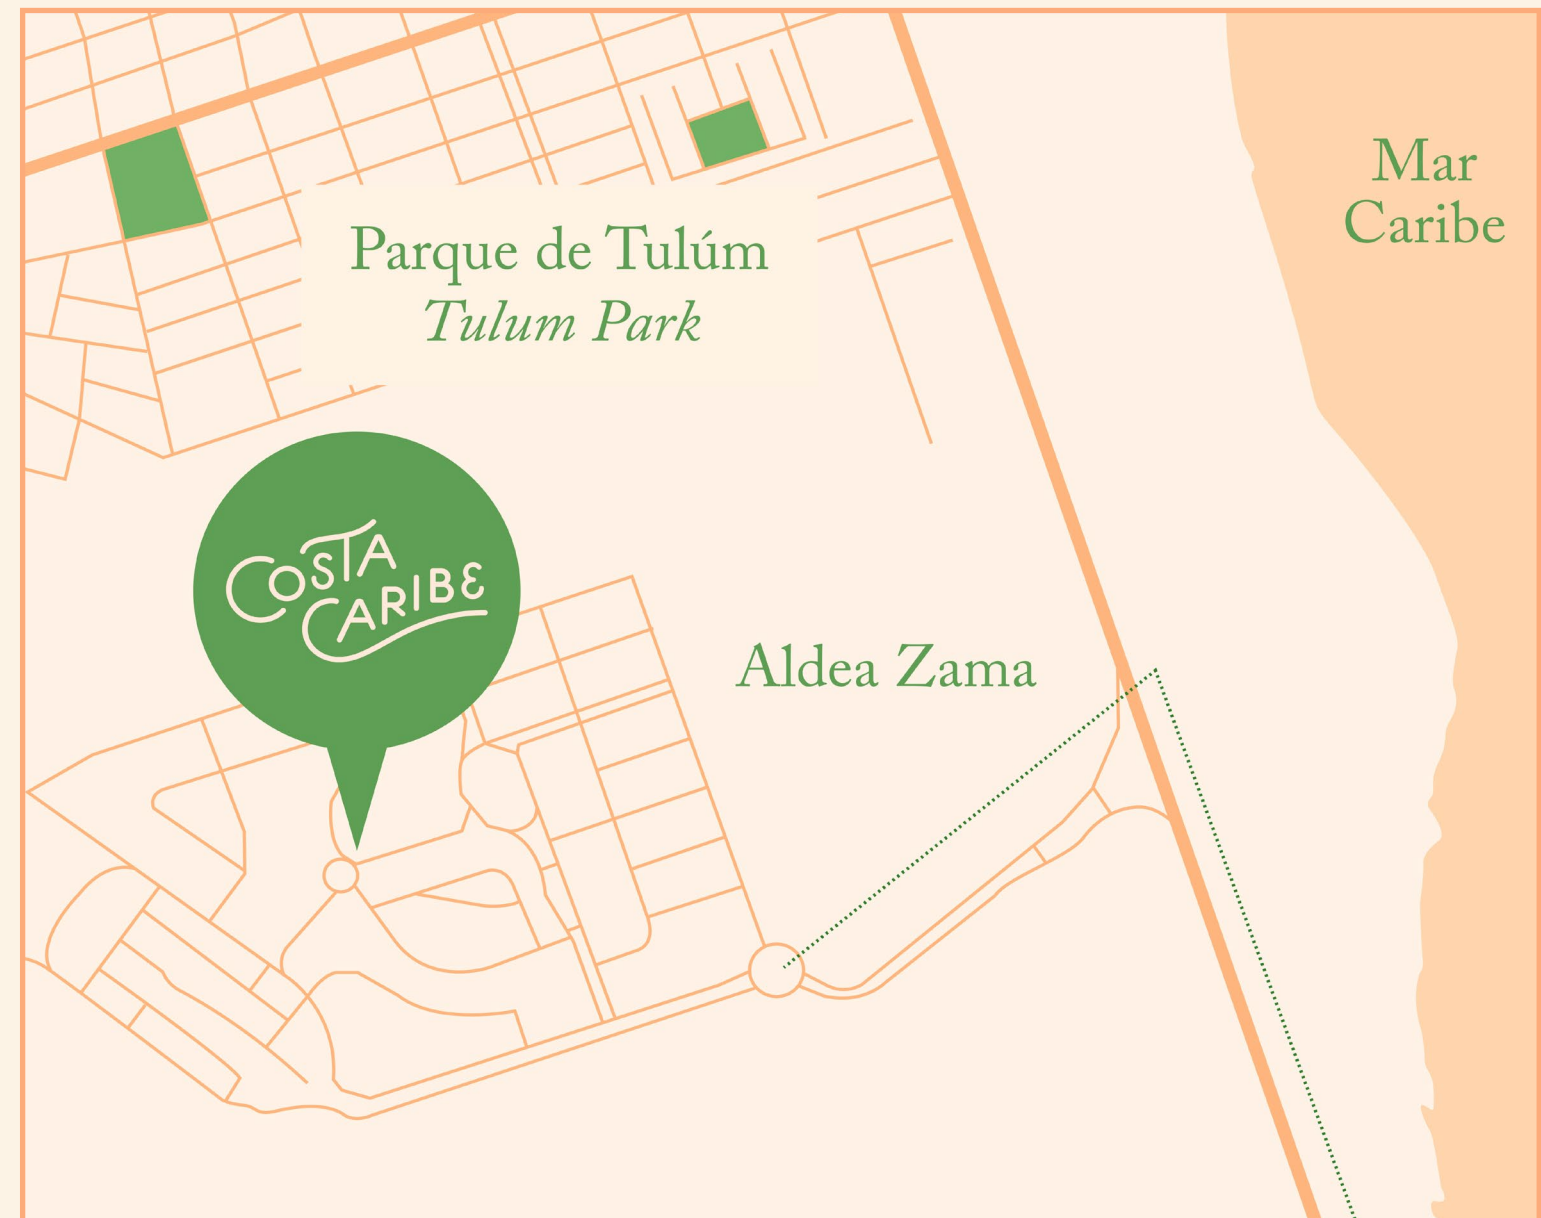 Mar
Caribe
Parque de Tulúm
Tulum Park
COSTA
CARIBE
Aldea Zama